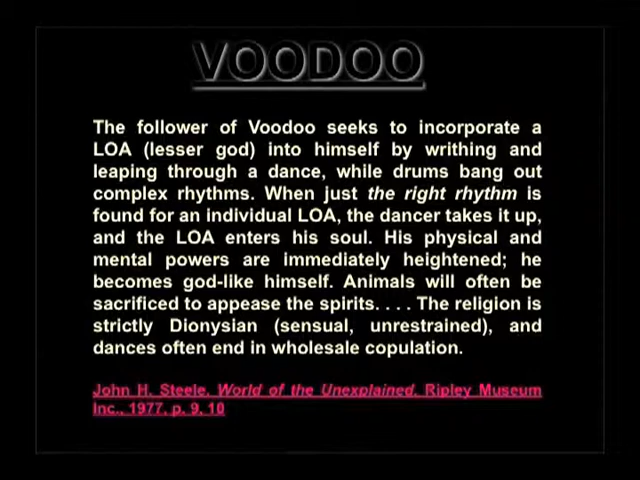 VOODOO
The follower of Voodoo seeks to incorporate a
LOA (lesser god) into himself by writhing and
leaping through a dance, while drums bang out
complex rhythms. When just the right rhythm is
found for an individual LOA, the dancer takes it up,
and the LOA enters his soul. His physical and
mental powers are immediately heightened; he
becomes god-like himself. Animals will often be
sacrificed to appease the spirits. . . . The religion is
strictly Dionysian (sensual, unrestrained), and
dances often end in wholesale copulation.
John H. Steele, World of the Unexplained, Ripley Museum
Inc., 1977, p. 9, 10